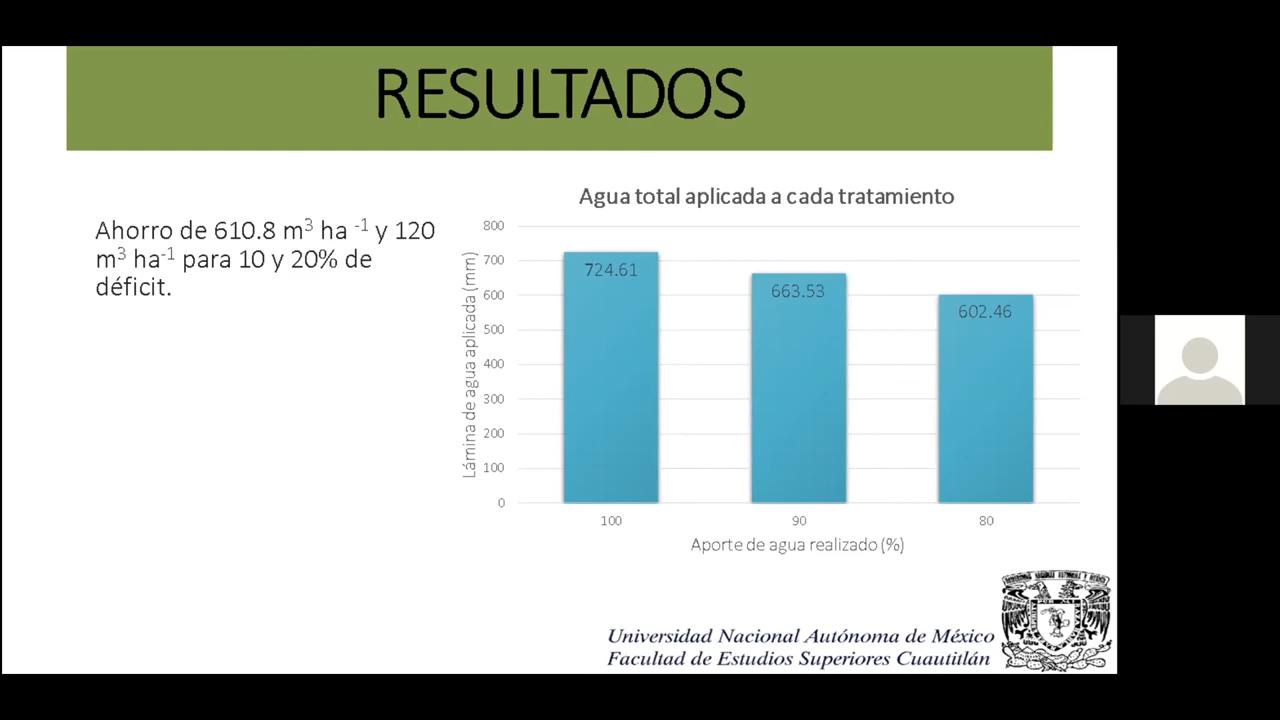 RESULTADOS
Ahorro de 610.8 m³ ha ⁻¹ y 120
m³ ha⁻¹ para 10 y 20% de
déficit.
Agua total aplicada a cada tratamiento
Lámina de agua aplicada (mm)
800
700
600
500
400
300
200
100
0
724.61
663.53
602.46
100
90
80
Aporte de agua realizado (%)
Universidad Nacional Autónoma de México
Facultad de Estudios Superiores Cuautitlán